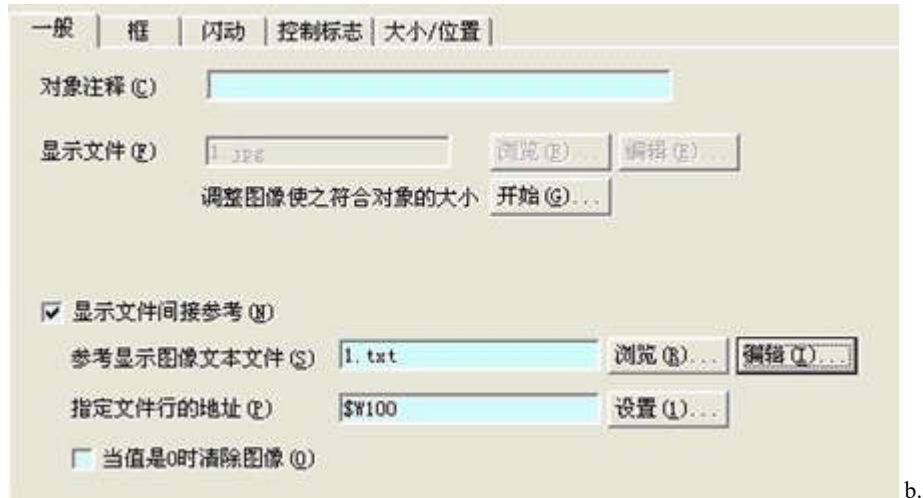 一般 框 闪动 控制标志 大小/位置
对象注释(C)
显示文件(F) 1.jpg 浏览(B)... 编辑(E)...
调整图像使之符合对象的大小 开始(G)...
显示文件间接参考(N)
参考显示图像文本文件(S) 1.txt 浏览(R)... 编辑(I)...
指定文件行的地址(P) $W100 设置(1)...
当值是0时清除图像(O)
b.